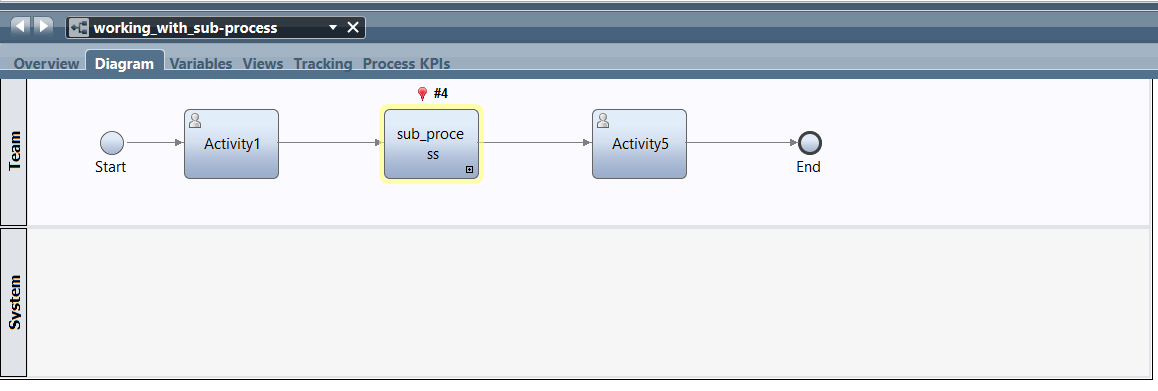 working_with_sub-process
Overview Diagram Variables Views Tracking Process KPIs
#4
Team
Start
Activity1
sub_proce
ss
Activity5
End
System